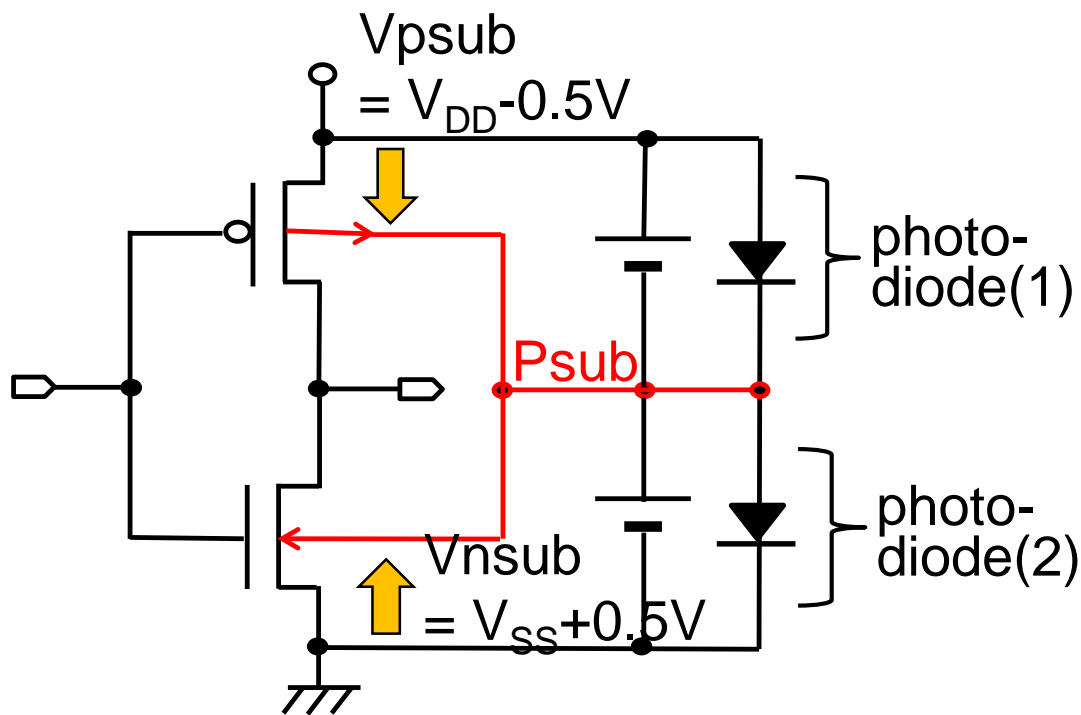 Vpsub
= VDD-0.5V
photo-
diode(1)
Psub
photo-
diode(2)
Vnsub
= VSS+0.5V